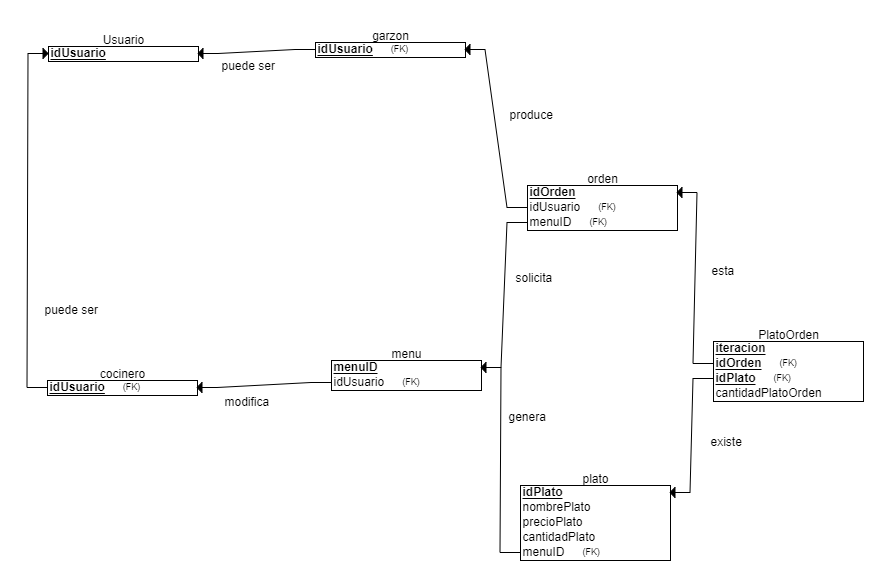 Usuario
idUsuario
garzon
idUsuario (FK)
puede ser
produce
orden
idOrden
idUsuario (FK)
menuID (FK)
solicita
esta
puede ser
PlatoOrden
iteracion
idOrden (FK)
idPlato (FK)
cantidadPlatoOrden
menu
menuID
idUsuario (FK)
cocinero
idUsuario (FK)
modifica
genera
existe
plato
idPlato
nombrePlato
precioPlato
cantidadPlato
menuID (FK)